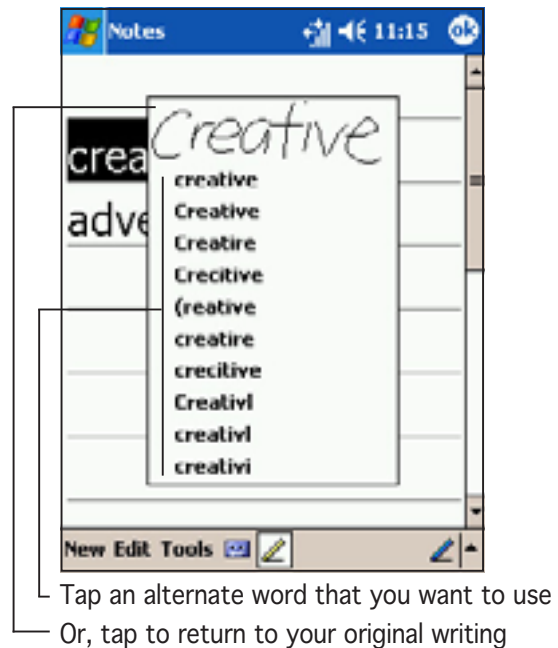 Notes 11:15 ok
Creative
crea
creative
adve
Creative
Creatire
Crecitive
(reative
creatire
crecitive
Creativl
creativl
creativi
New Edit Tools
Tap an alternate word that you want to use
Or, tap to return to your original writing